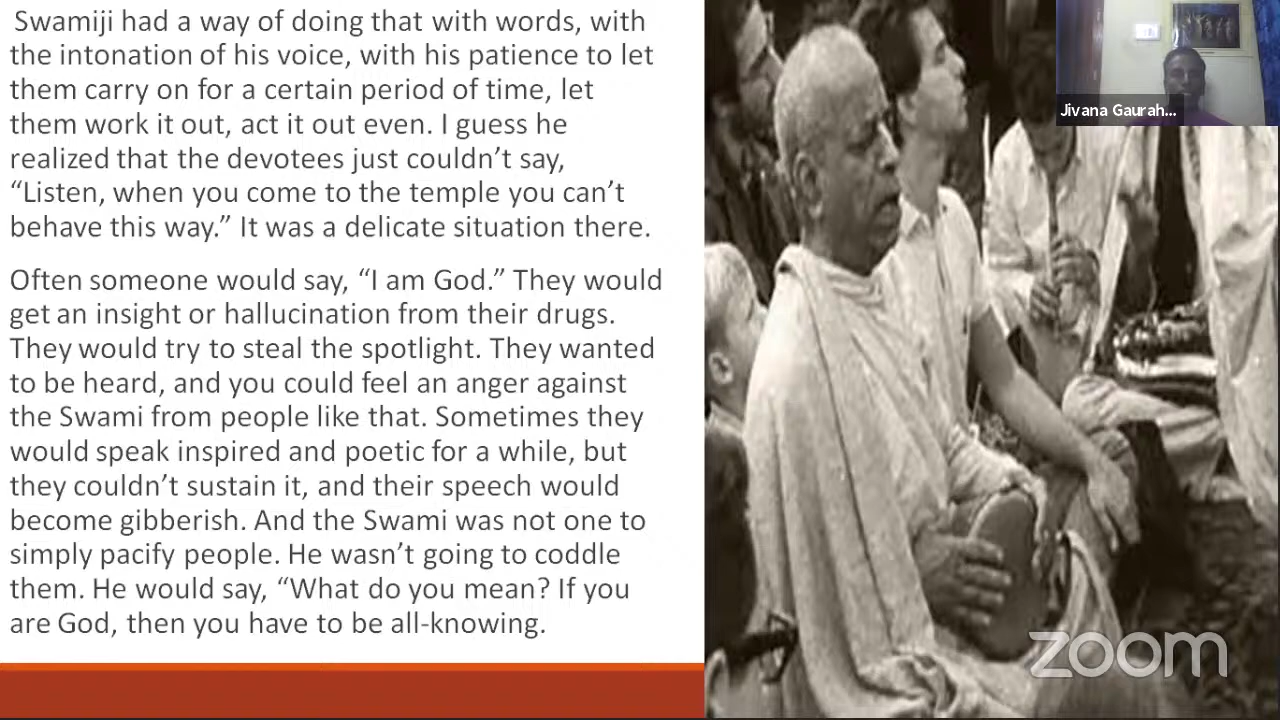 Swamiji had a way of doing that with words, with
the intonation of his voice, with his patience to let
them carry on for a certain period of time, let
them work it out, act it out even. I guess he
realized that the devotees just couldn’t say,
“Listen, when you come to the temple you can’t
behave this way.” It was a delicate situation there.
Often someone would say, “I am God.” They would
get an insight or hallucination from their drugs.
They would try to steal the spotlight. They wanted
to be heard, and you could feel an anger against
the Swami from people like that. Sometimes they
would speak inspired and poetic for a while, but
they couldn’t sustain it, and their speech would
become gibberish. And the Swami was not one to
simply pacify people. He wasn’t going to coddle
them. He would say, “What do you mean? If you
are God, then you have to be all-knowing.
Jivana Gaurah...
zoom